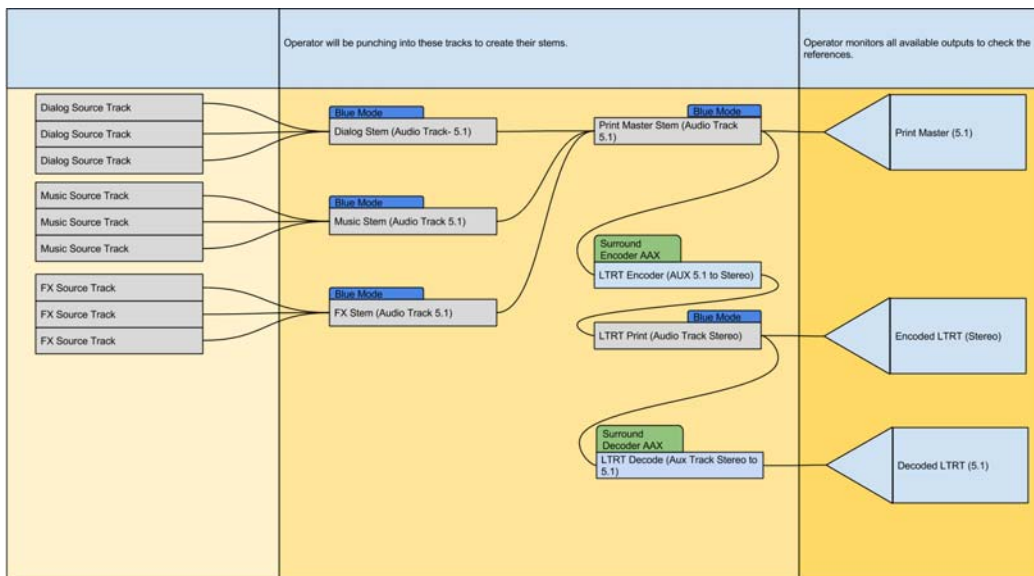 Operator will be punching into these tracks to create their stems.
Operator monitors all available outputs to check the
references.
Dialog Source Track
Dialog Source Track
Dialog Source Track
Music Source Track
Music Source Track
Music Source Track
FX Source Track
FX Source Track
FX Source Track
Blue Mode
Dialog Stem (Audio Track- 5.1)
Blue Mode
Music Stem (Audio Track 5.1)
Blue Mode
FX Stem (Audio Track 5.1)
Blue Mode
Print Master Stem (Audio Track
5.1)
Surround
Encoder AAX
LTRT Encoder (AUX 5.1 to Stereo)
Blue Mode
LTRT Print (Audio Track Stereo)
Surround
Decoder AAX
LTRT Decode (Aux Track Stereo to
5.1)
Print Master (5.1)
Encoded LTRT (Stereo)
Decoded LTRT (5.1)